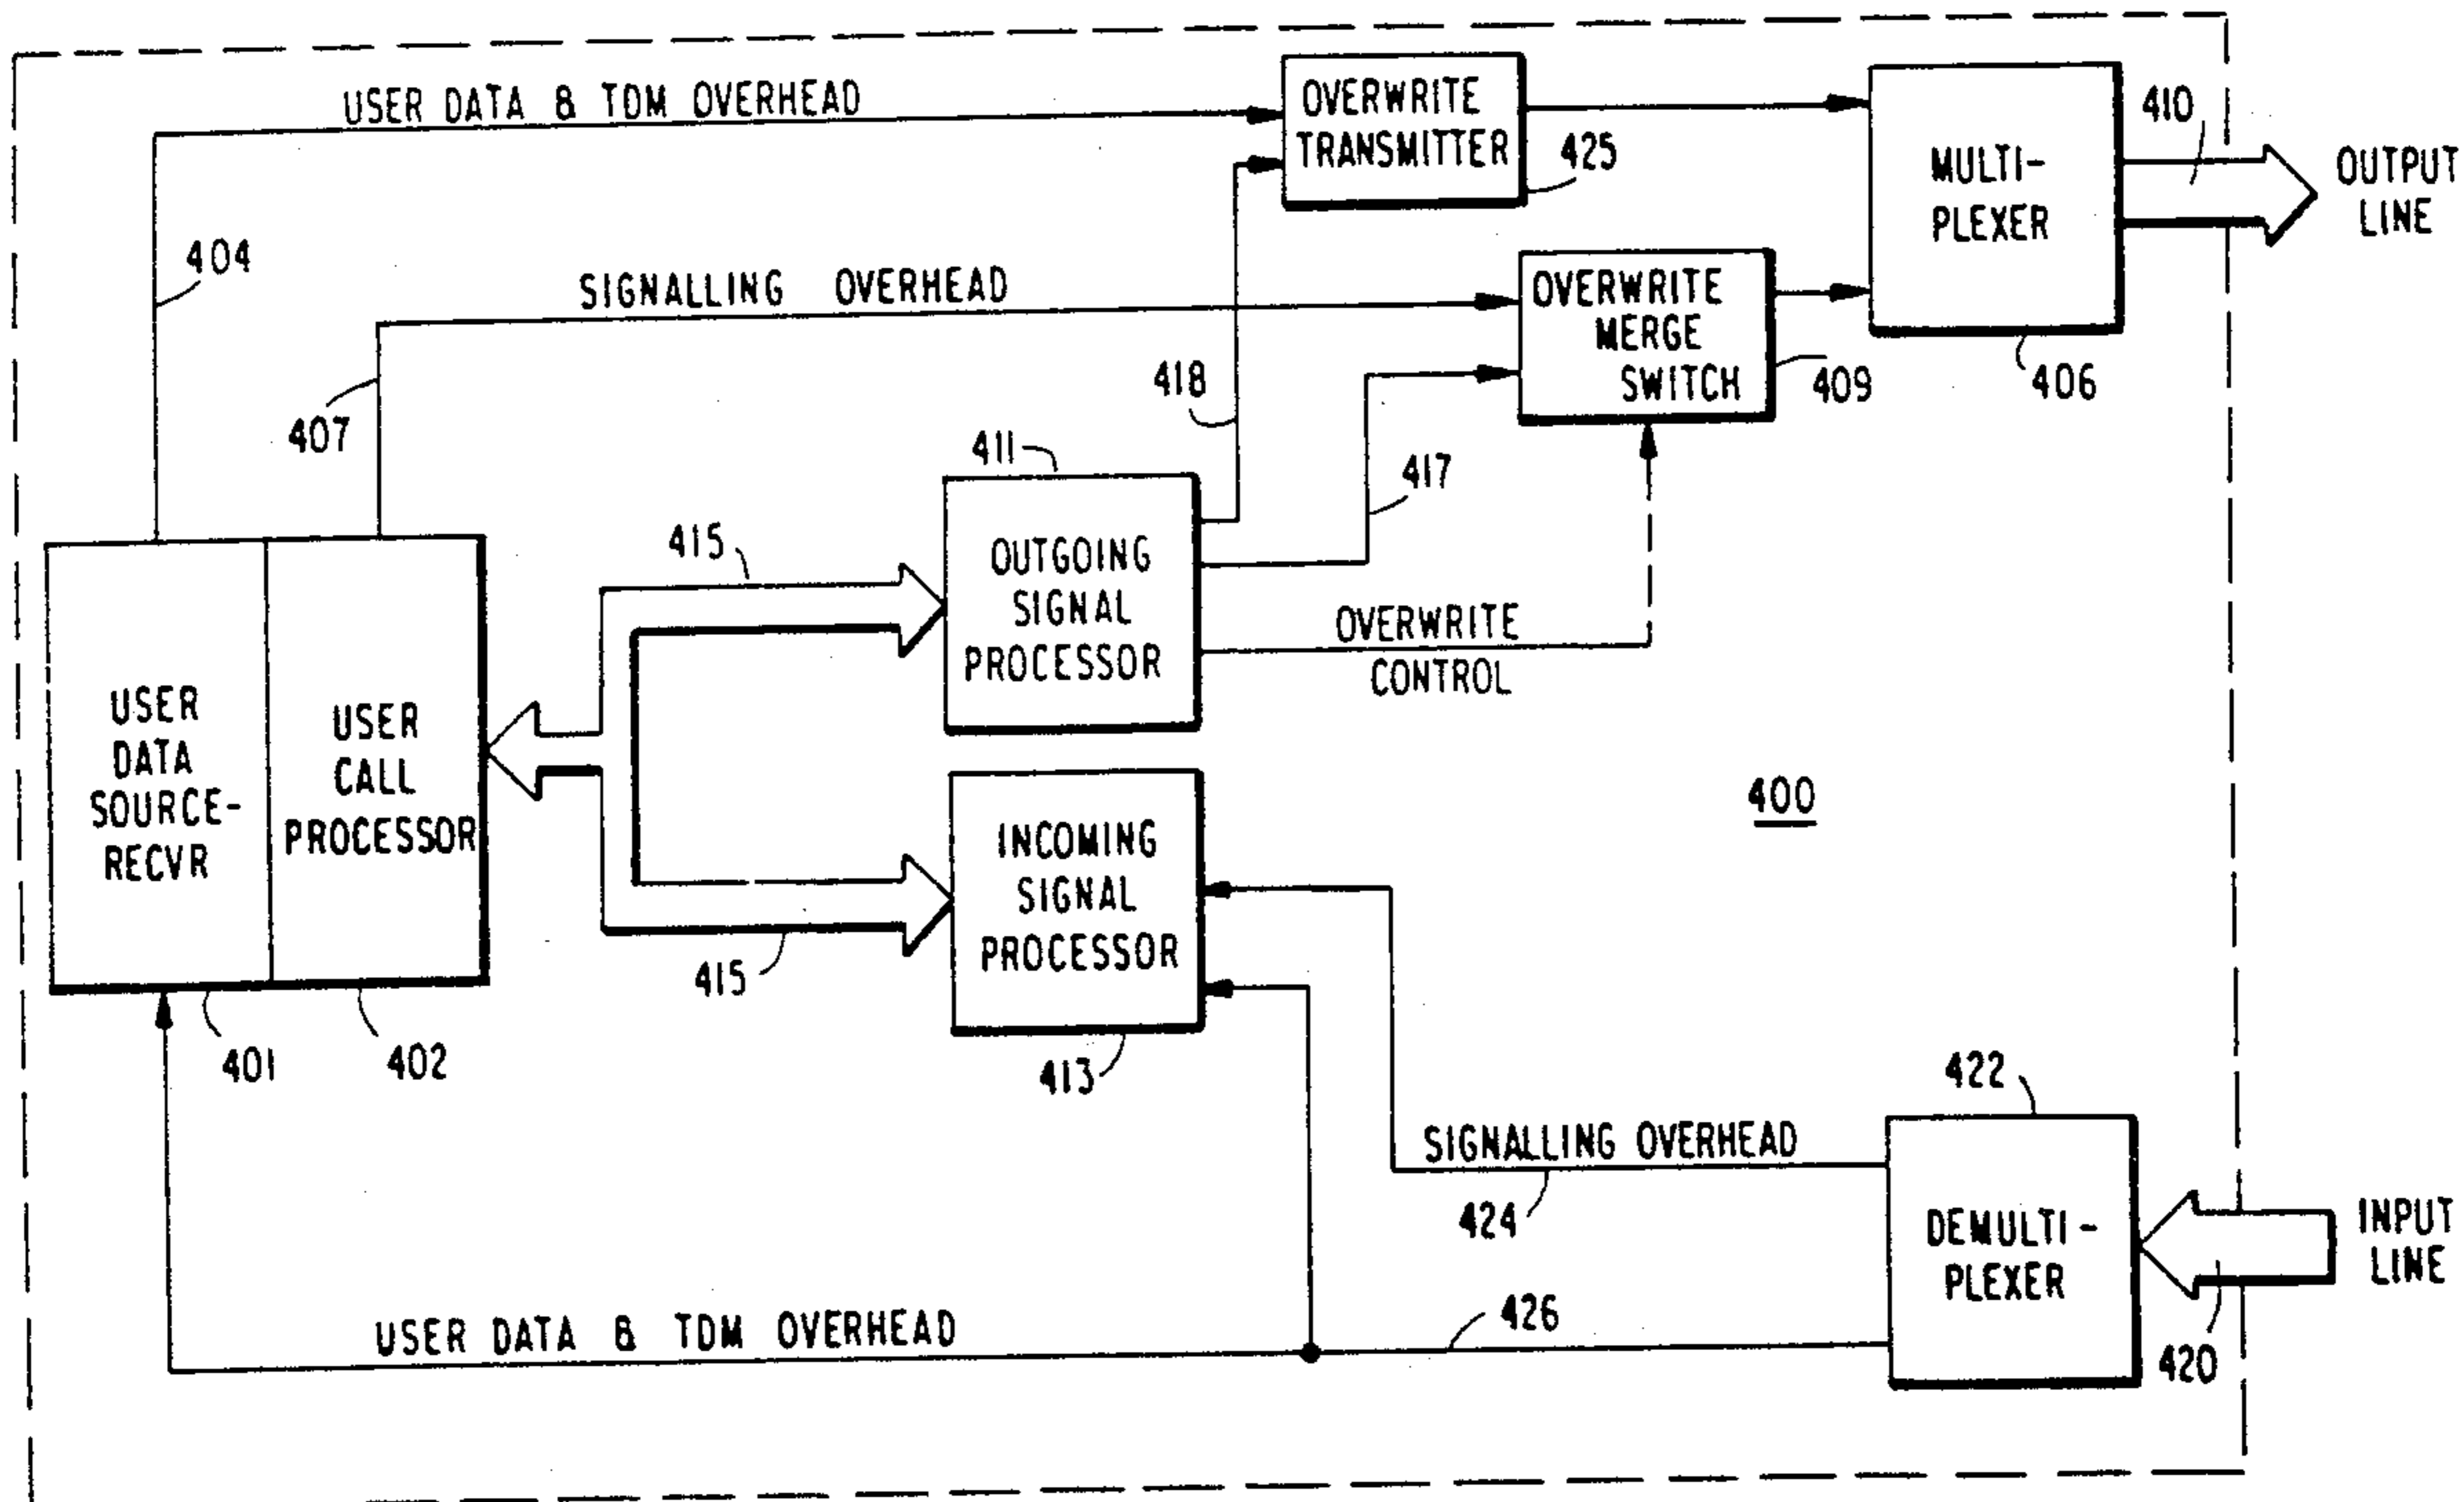 USER DATA & TDM OVERHEAD
OVERWRITE
TRANSMITTER
425
MULTI-
PLEXER
410
OUTPUT
LINE
404
SIGNALLING OVERHEAD
OVERWRITE
MERGE
SWITCH
409
406
407
418
417
411
415
OUTGOING
SIGNAL
PROCESSOR
OVERWRITE
CONTROL
USER
DATA
SOURCE-
RECVR
USER
CALL
PROCESSOR
400
INCOMING
SIGNAL
PROCESSOR
415
401
402
413
422
SIGNALLING OVERHEAD
424
DEMULTI-
PLEXER
INPUT
LINE
420
USER DATA & TDM OVERHEAD
426